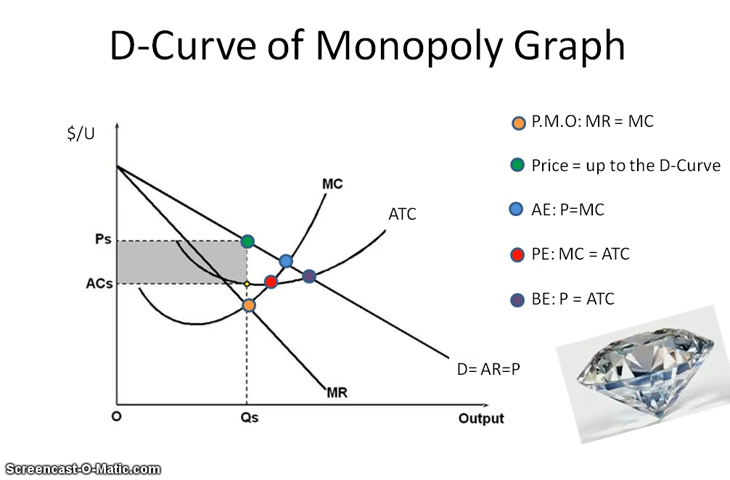 D-Curve of Monopoly Graph
$/U
P.M.O: MR = MC
Price = up to the D-Curve
MC
ATC
AE: P=MC
Ps
PE: MC = ATC
ACs
BE: P = ATC
D= AR=P
MR
O
Qs
Output
Screencast-O-Matic.com